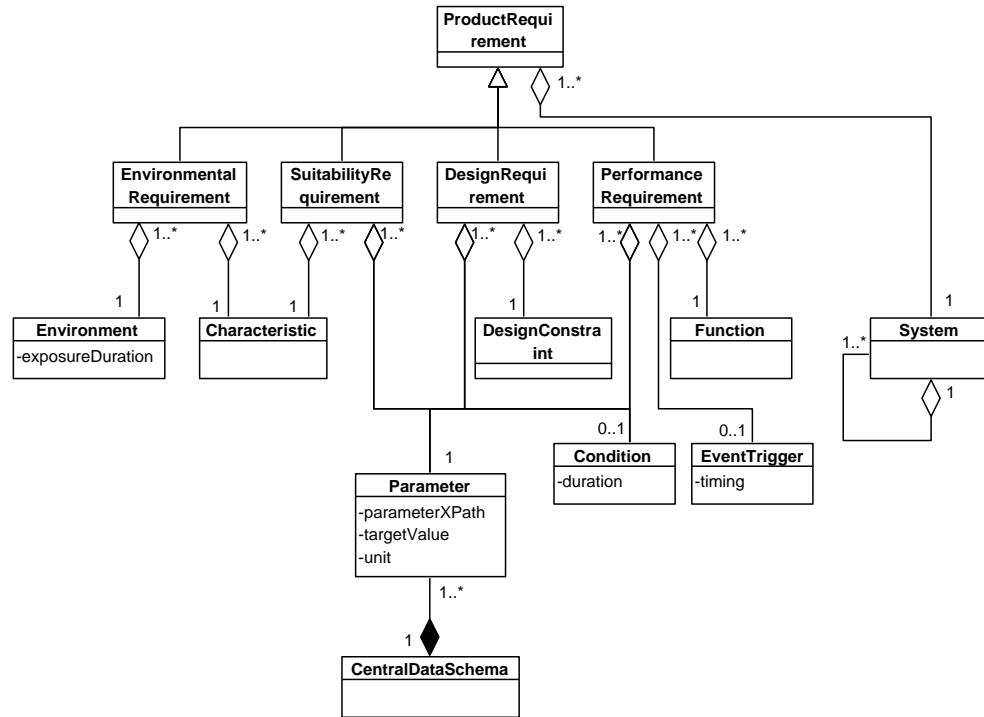 ProductRequi
rement
1..*
Environmental
Requirement
SuitabilityRe
quirement
DesignRequi
rement
Performance
Requirement
1..*
1..*
1..*
1..*
1..*
1..*
1..*
1..*
1..*
1
1
1
1
1
1
Environment
-exposureDuration
Characteristic
DesignConstra
int
Function
System
1..*
1
0..1
0..1
1
Condition
-duration
EventTrigger
-timing
Parameter
-parameterXPath
-targetValue
-unit
1..*
1
CentralDataSchema